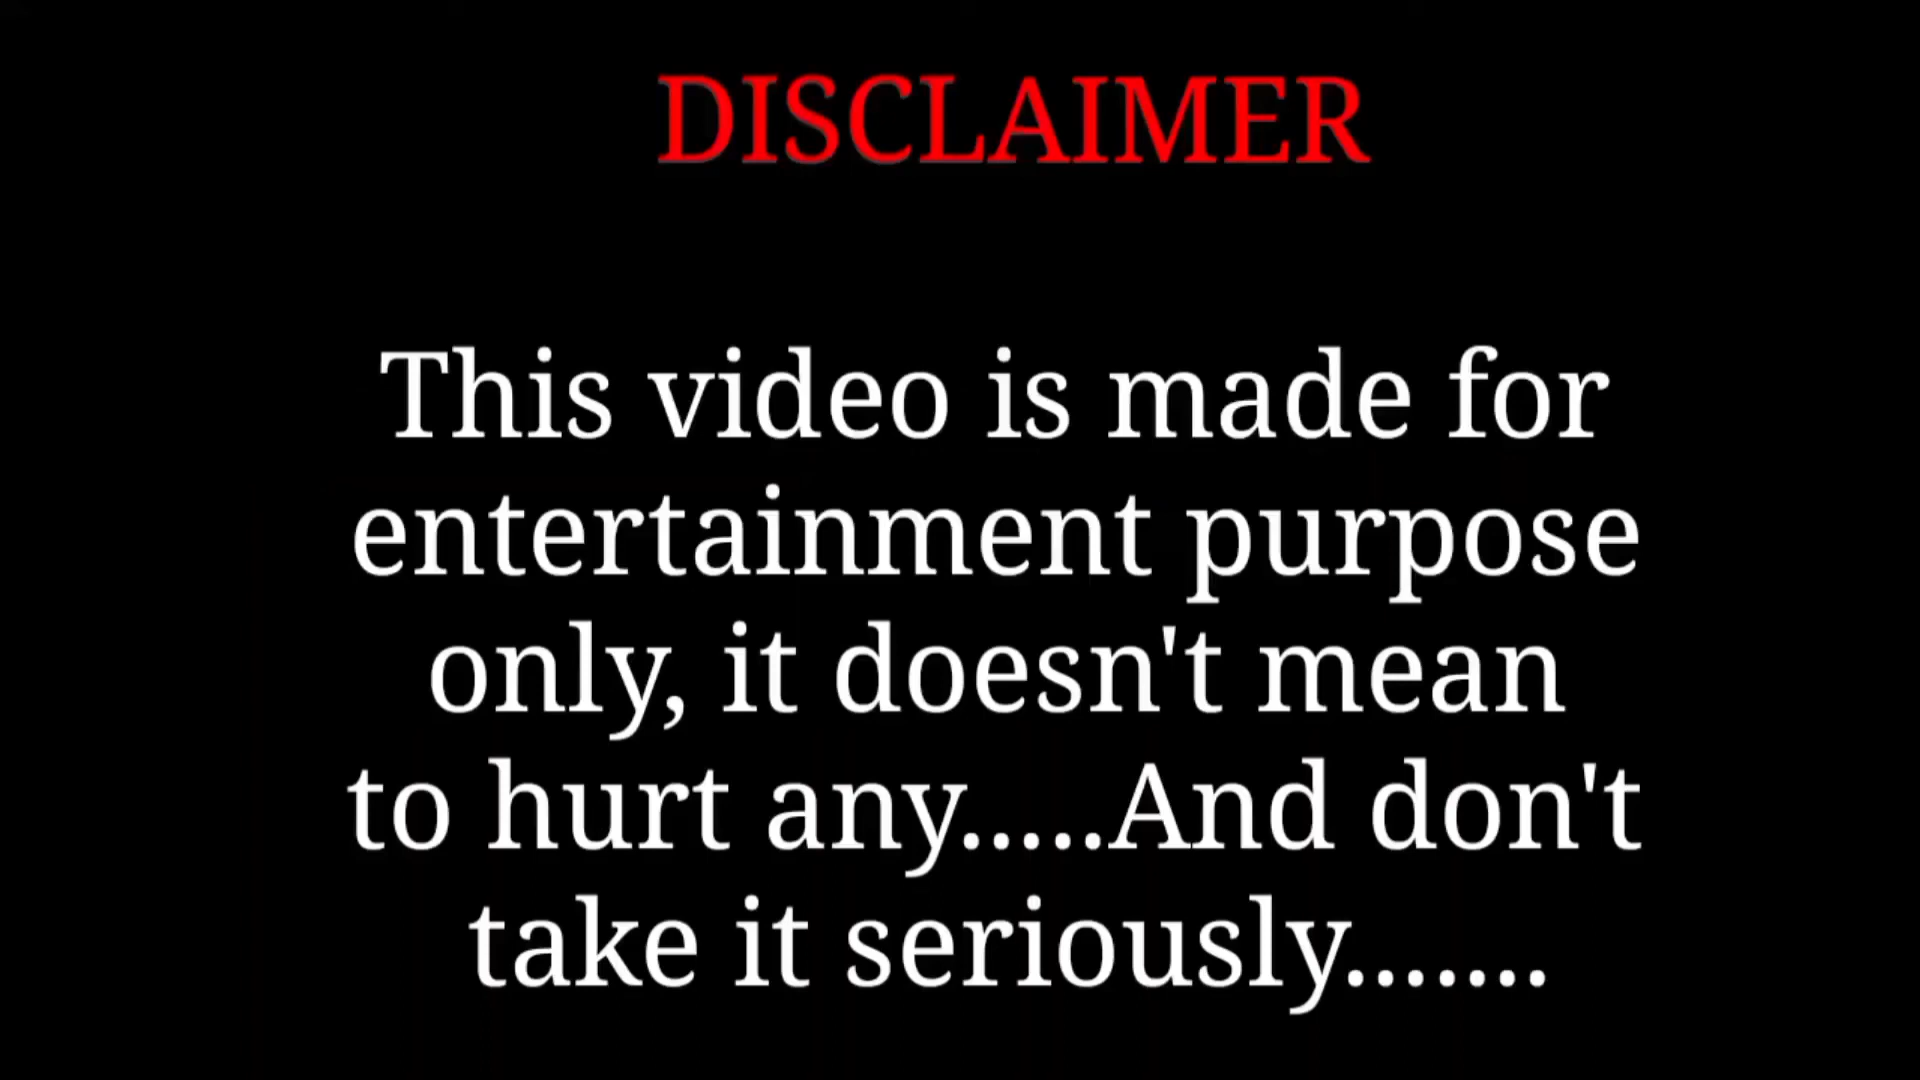 DISCLAIMER
This video is made for
entertainment purpose
only, it doesn't mean
to hurt any.....And don't
take it seriously.......